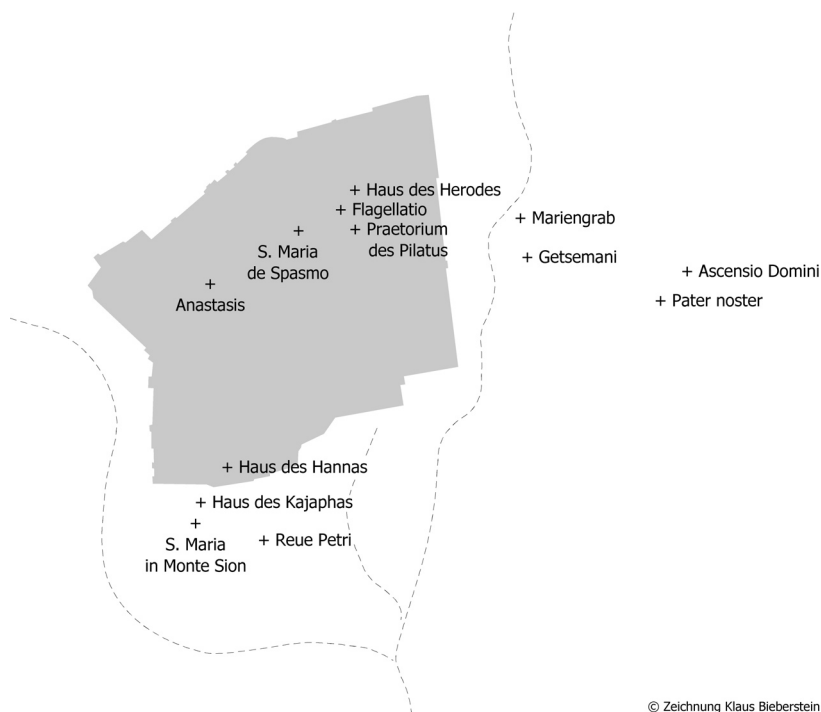 + Haus des Herodes
+ Flagellatio
+ Praetorium
des Pilatus
+
S. Maria
de Spasmo
+
Anastasis
+ Mariengrab
+ Getsemani
+ Ascensio Domini
+ Pater noster
+ Haus des Hannas
+ Haus des Kajaphas
+
S. Maria
in Monte Sion
+ Reue Petri
© Zeichnung Klaus Bieberstein